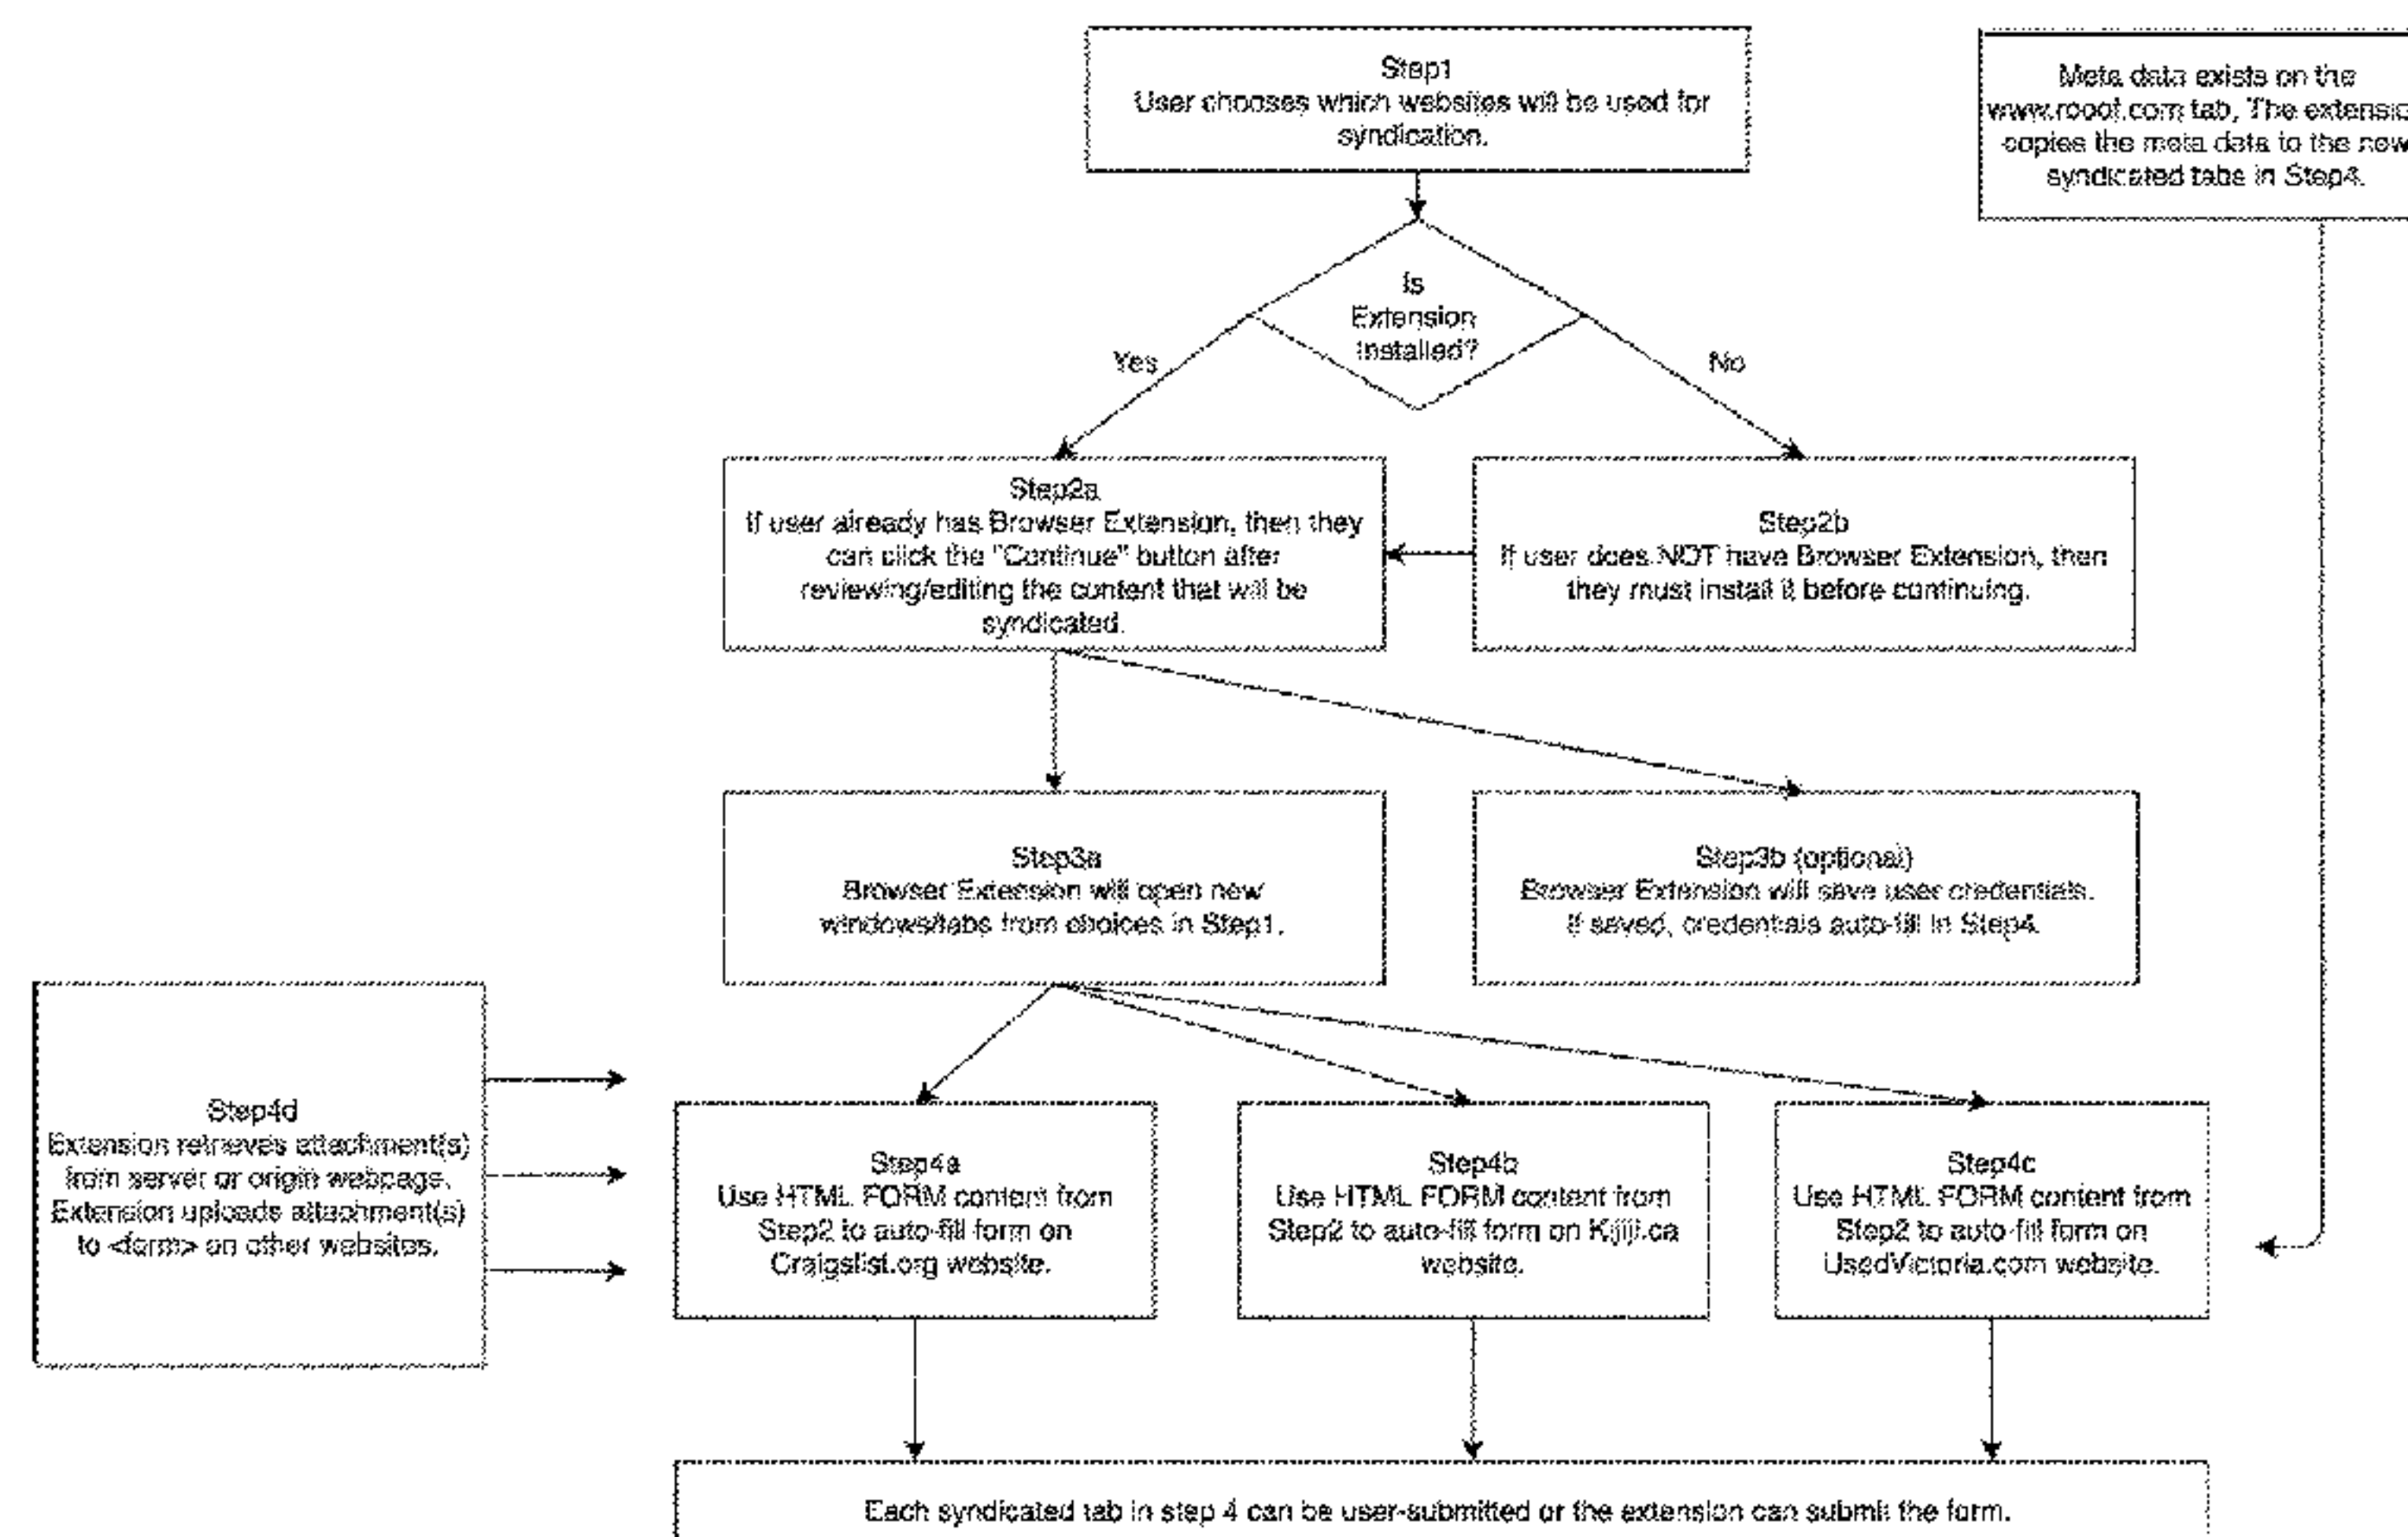 Step1
User chooses which websites will be used for
syndication.
Meta data exists on the
tab, The
copies the meta data to the new
syndicated tabs in Step4.
Is
Extension
Installed?
Yes
No
Step2a
If user already has Browser Extension, then they
can click the "Continue" button after
reviewing/editing the content that will be
syndicated.
Step2b
If user does NOT have Browser Extension, then
they must install it before continuing.
Step3a
Browser Extension will open new
windows/tabs from choices in Step1.
Step3b (optional)
Browser Extension will save user credentials.
If saved, credentials auto-fill in Step4.
Step4d
Extension retrieves attachment(s)
from server or origin webpage.
Extension uploads attachment(s)
to <form> on other websites.
Step4a
Use HTML FORM content from
Step2 to auto-fill form on
Craigslist.org website.
Step4b
Use HTML FORM content from
Step2 to auto-fill form on Kijiji.ca
website.
Step4c
Use HTML FORM content from
Step2 to auto-fill form on
UsedVictoria.com website.
Each syndicated tab in step 4 can be user-submitted or the extension can submit the form.